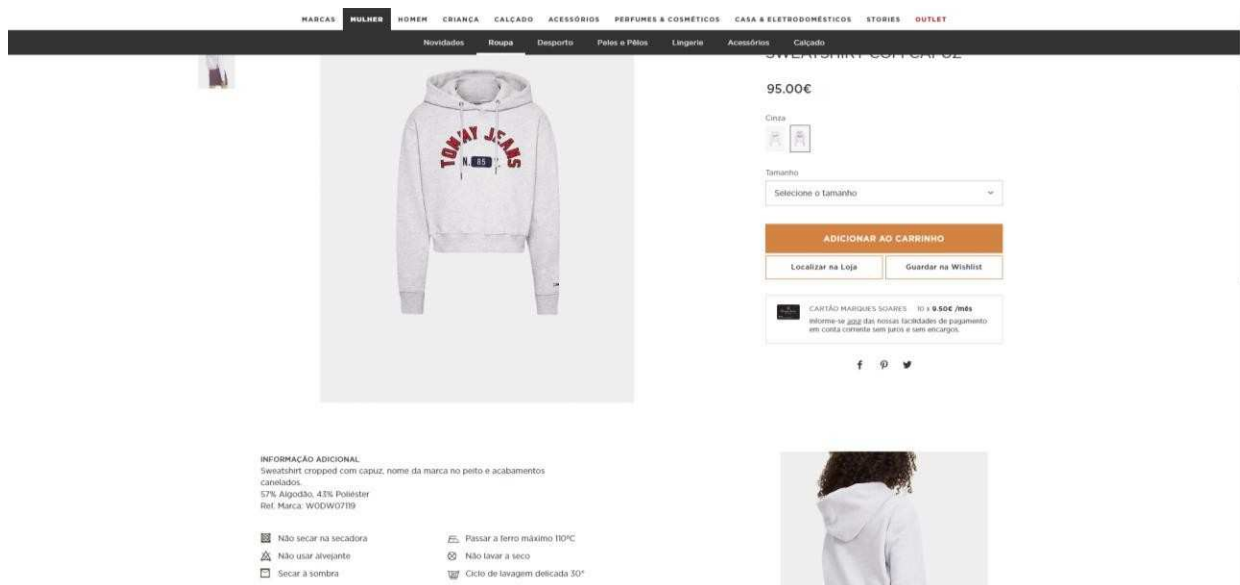 MARCAS MULHER HOMEM CRIANÇA CALÇADO ACESSÓRIOS PERFUMES & COSMÉTICOS CASA & ELETRODOMÉSTICOS STORIES OUTLET
Novidades Roupa Desporto Peles e Pêlos Lingerie Acessórios Calçado
SWEATSHIRT COM CAPUZ
95.00€
Cinza
TOMMY JEANS
N. 85
Tamanho
Selecione o tamanho
ADICIONAR AO CARRINHO
Localizar na Loja Guardar na Wishlist
CARTÃO MARQUES SOARES 10 x 9.50€ /mês
Informe-se aqui das nossas facilidades de pagamento
em conta corrente sem juros e sem encargos.
INFORMAÇÃO ADICIONAL
Sweatshirt cropped com capuz, nome da marca no peito e acabamentos
canelados.
57% Algodão, 43% Poliéster
Ref. Marca: W0DW07119
Não secar na secadora
Passar a ferro máximo 110ºC
Não usar alvejante
Não lavar a seco
Secar à sombra
Ciclo de lavagem delicada 30°